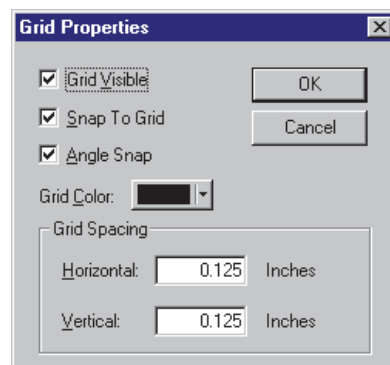 Grid Properties
Grid Visible
OK
Snap To Grid
Cancel
Angle Snap
Grid Color:
Grid Spacing
Horizontal: 0.125 Inches
Vertical: 0.125 Inches